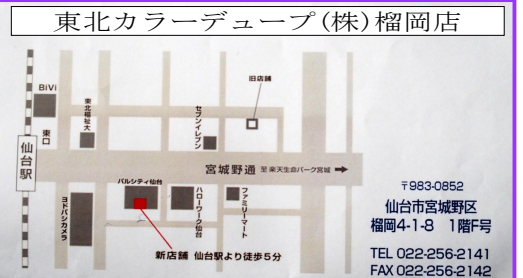 東北カラーデュープ(株)榴岡店
旧店舗
BiVi
東北福祉大
セブンイレブン
東口
仙台駅
宮城野通 至 楽天生命パーク宮城
パルシティ仙台
ヨドバシカメラ
ハローワーク仙台
ファミリーマート
新店舗 仙台駅より徒歩5分
〒983-0852
仙台市宮城野区
榴岡4-1-8 1階F号
TEL 022-256-2141
FAX 022-256-2142